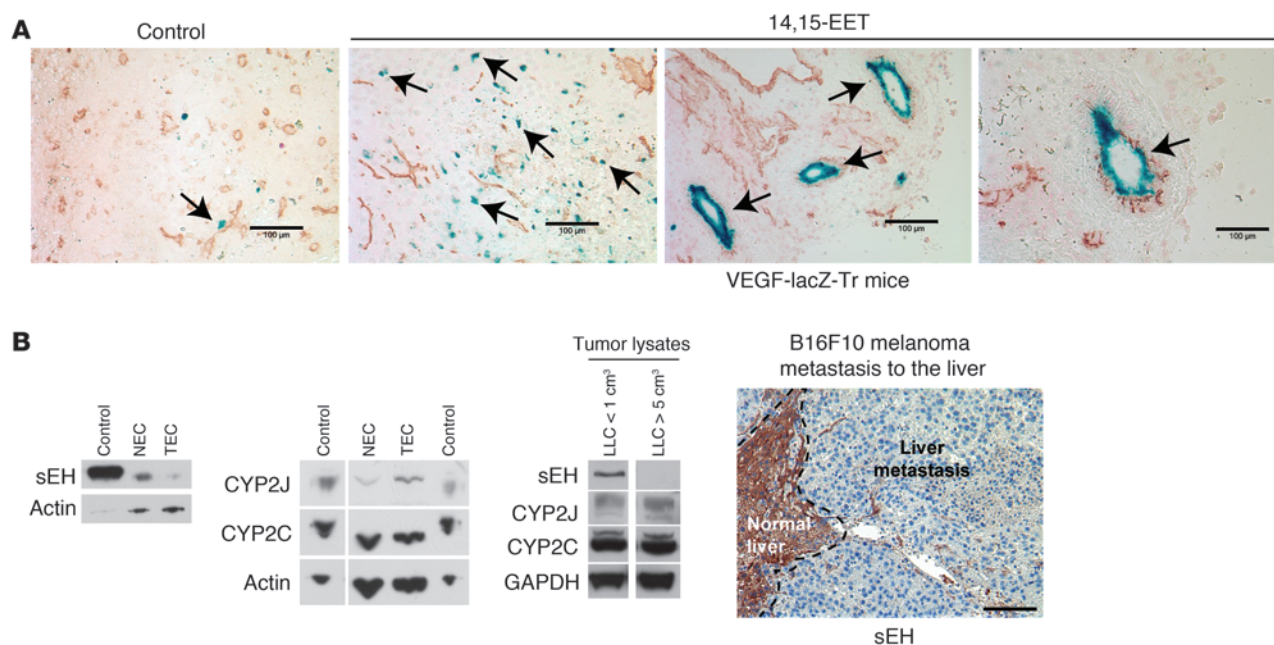 A
Control
14,15-EET
100 μm
100 μm
100 μm
100 μm
VEGF-lacZ-Tr mice
B
Control
NEC
TEC
sEH
Actin
Control
NEC
TEC
Control
CYP2J
CYP2C
Actin
Tumor lysates
LLC < 1 cm³
LLC > 5 cm³
sEH
CYP2J
CYP2C
GAPDH
B16F10 melanoma
metastasis to the liver
Liver
metastasis
Normal
liver
sEH